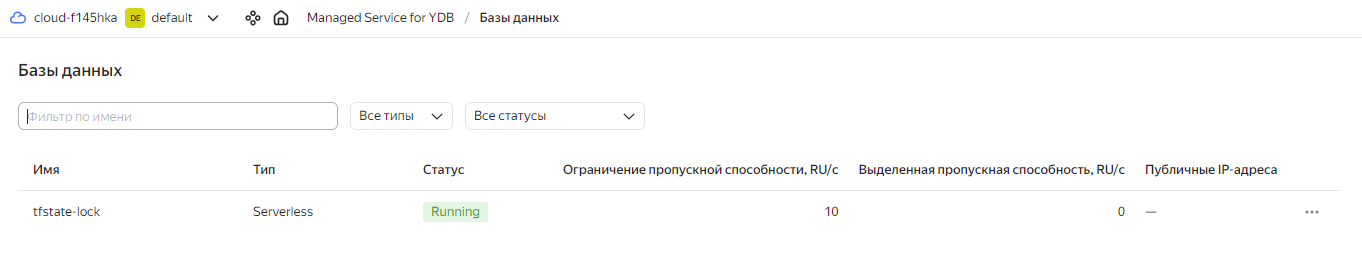 cloud-f145hka DE default Managed Service for YDB / Базы данных
Базы данных
Фильтр по имени Все типы Все статусы
Имя Тип Статус Ограничение пропускной способности, RU/с Выделенная пропускная способность, RU/с Публичные IP-адреса
tfstate-lock Serverless Running 10 0 —